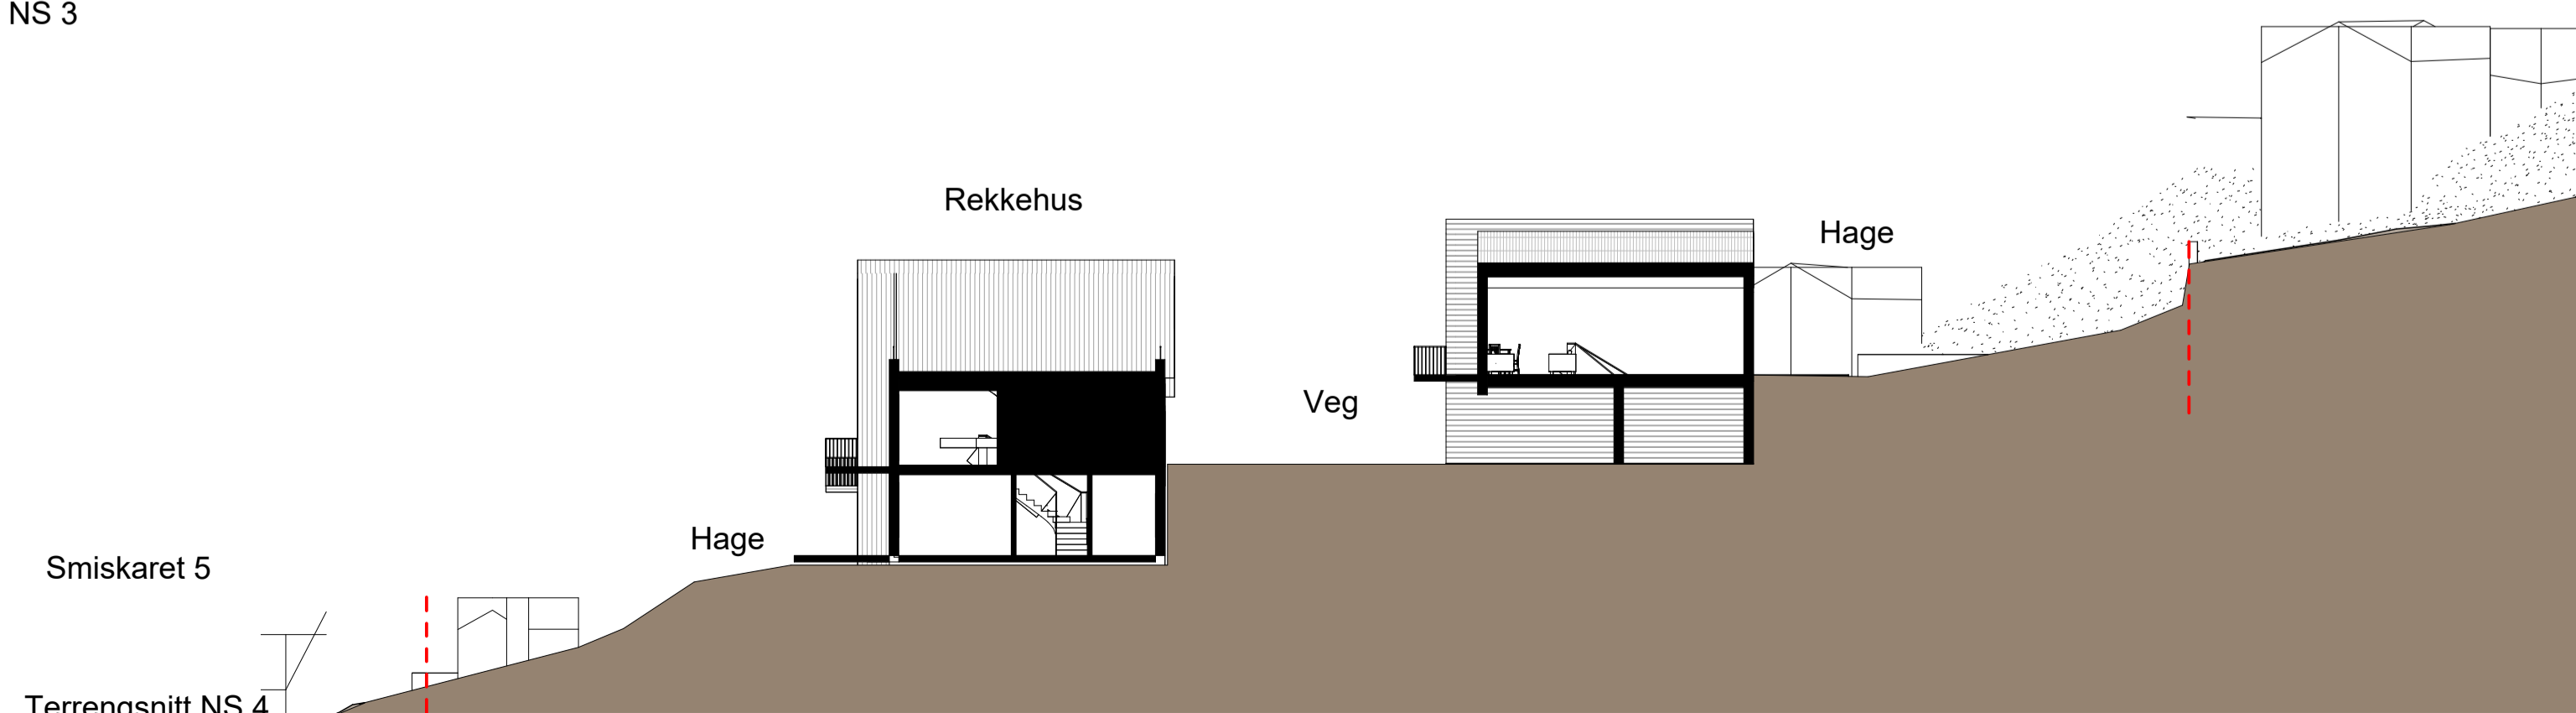 NS 3
Rekkehus
Hage
Veg
Hage
Smiskaret 5
Terrengsnitt NS 4